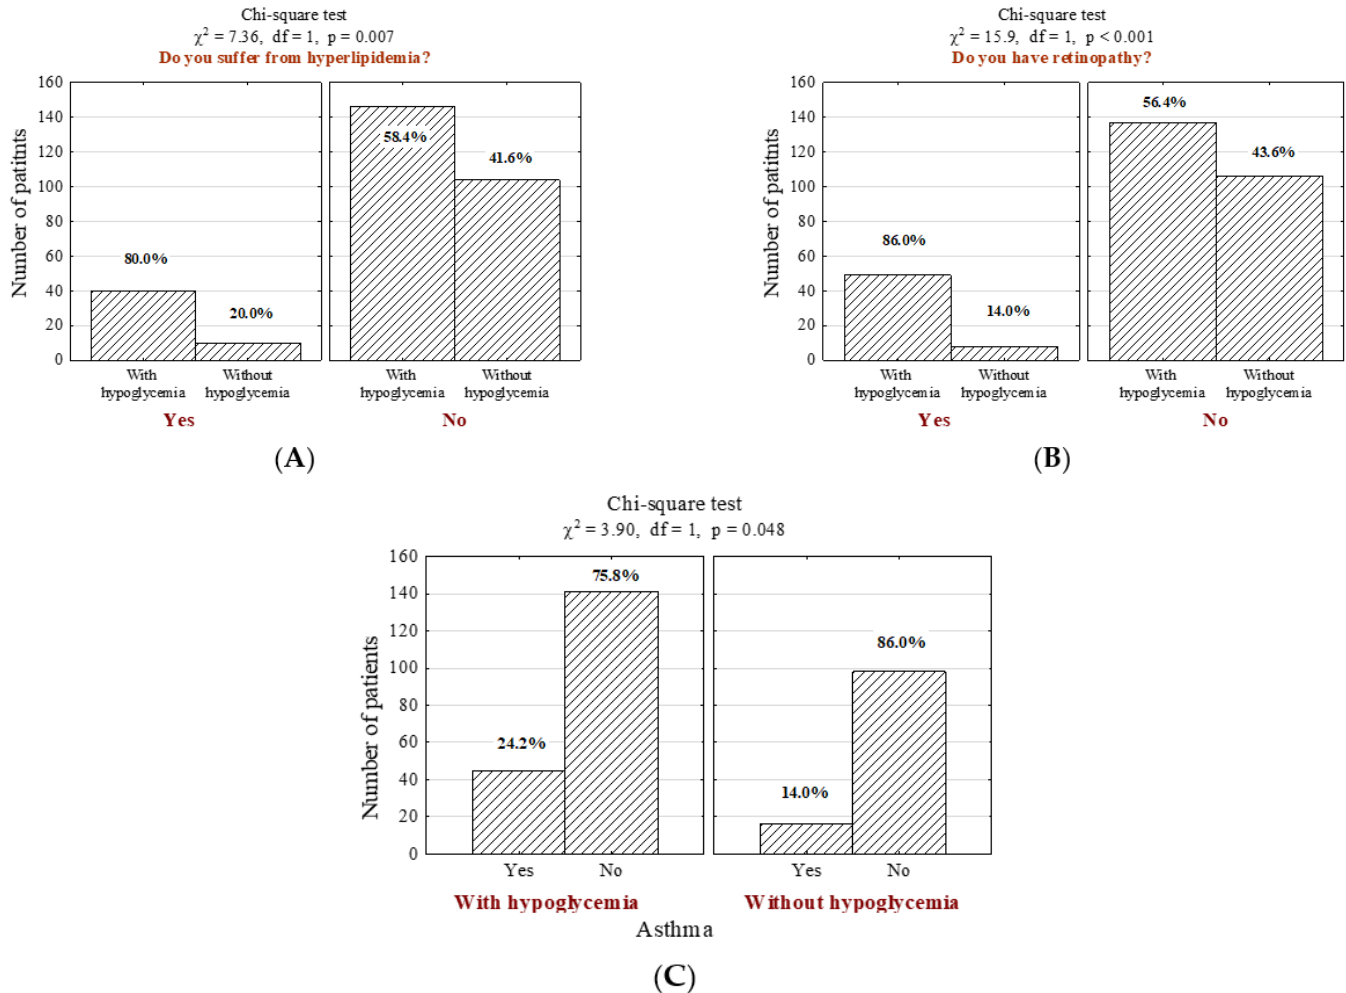 Chi-square test
χ² = 7.36, df = 1, p = 0.007
Do you suffer from hyperlipidemia?
Number of patitnts
160
140
120
100
80
60
40
20
0
80.0%
20.0%
58.4%
41.6%
With hypoglycemia
Without hypoglycemia
With hypoglycemia
Without hypoglycemia
Yes
No
(A)
Chi-square test
χ² = 15.9, df = 1, p < 0.001
Do you have retinopathy?
Number of patitnts
160
140
120
100
80
60
40
20
0
86.0%
14.0%
56.4%
43.6%
With hypoglycemia
Without hypoglycemia
With hypoglycemia
Without hypoglycemia
Yes
No
(B)
Chi-square test
χ² = 3.90, df = 1, p = 0.048
Number of patients
160
140
120
100
80
60
40
20
0
24.2%
75.8%
14.0%
86.0%
Yes
No
Yes
No
With hypoglycemia
Without hypoglycemia
Asthma
(C)